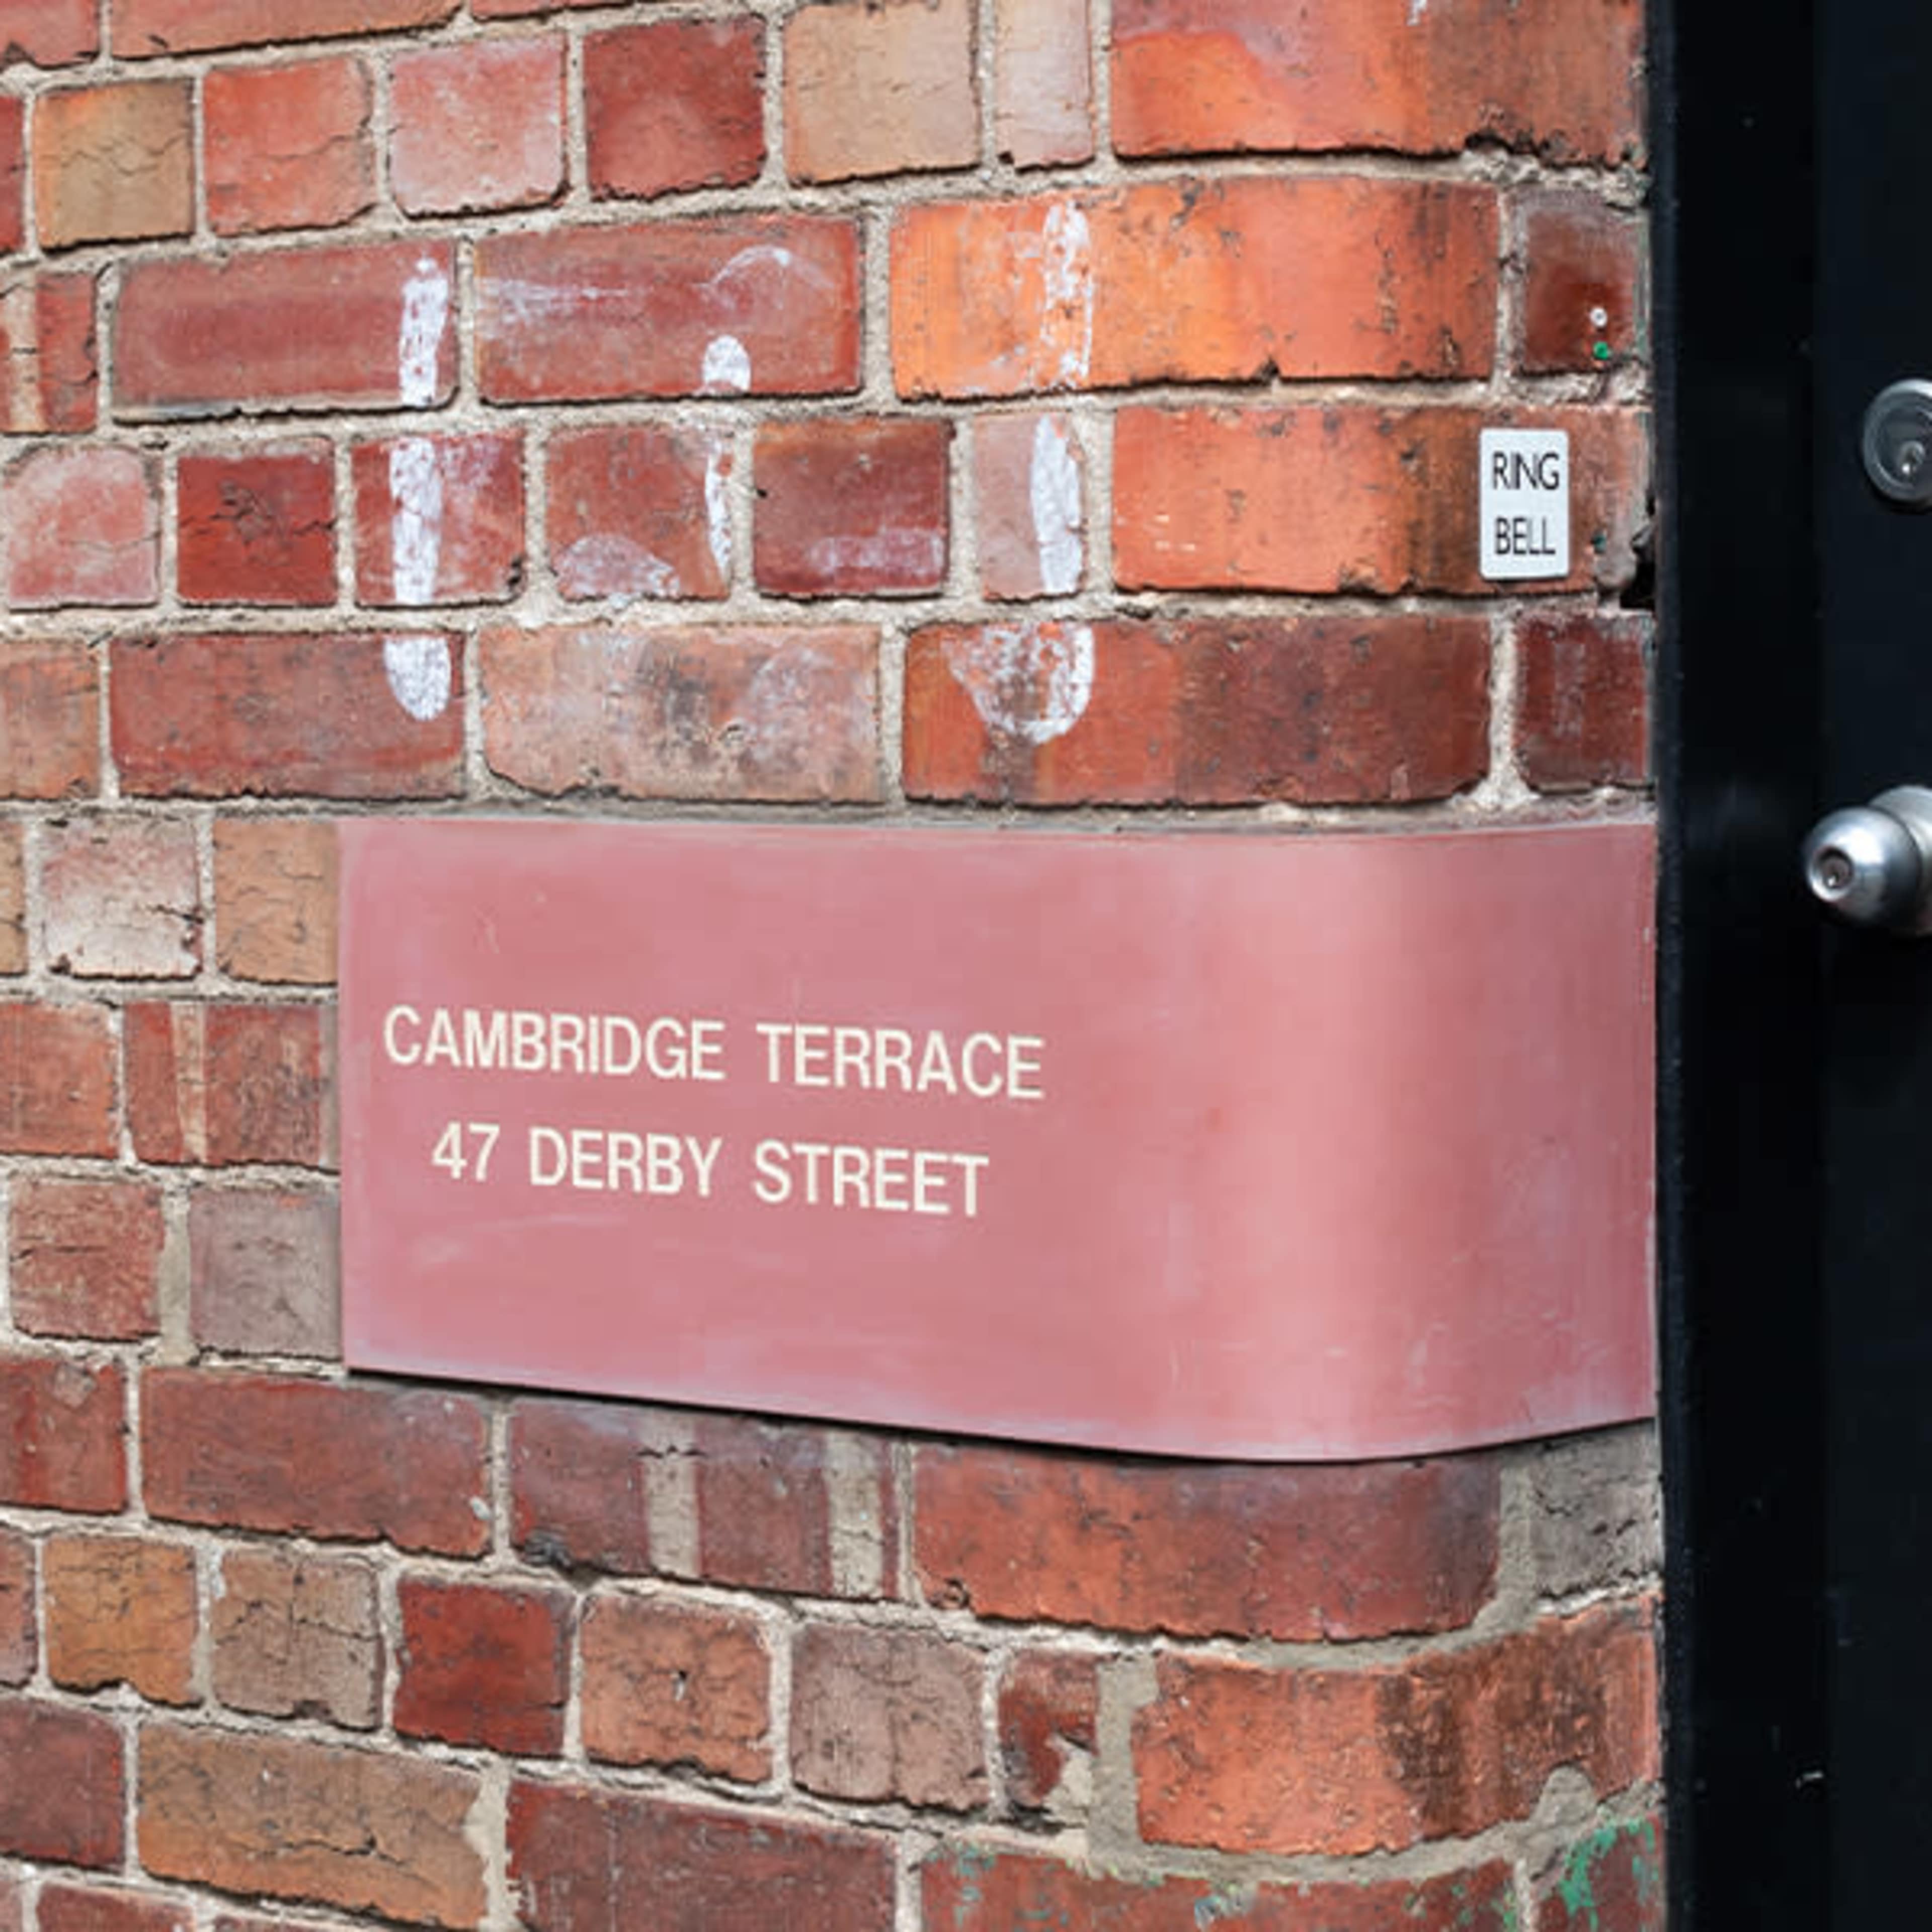 RING
BELL
CAMBRIDGE TERRACE
47 DERBY STREET